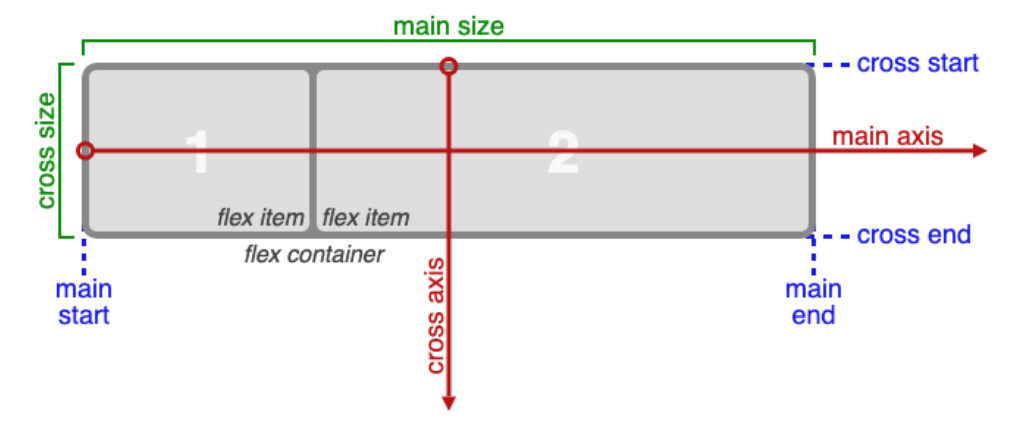 main size
cross start
cross size
1
2
main axis
flex item
flex item
cross end
flex container
cross axis
main
start
main
end